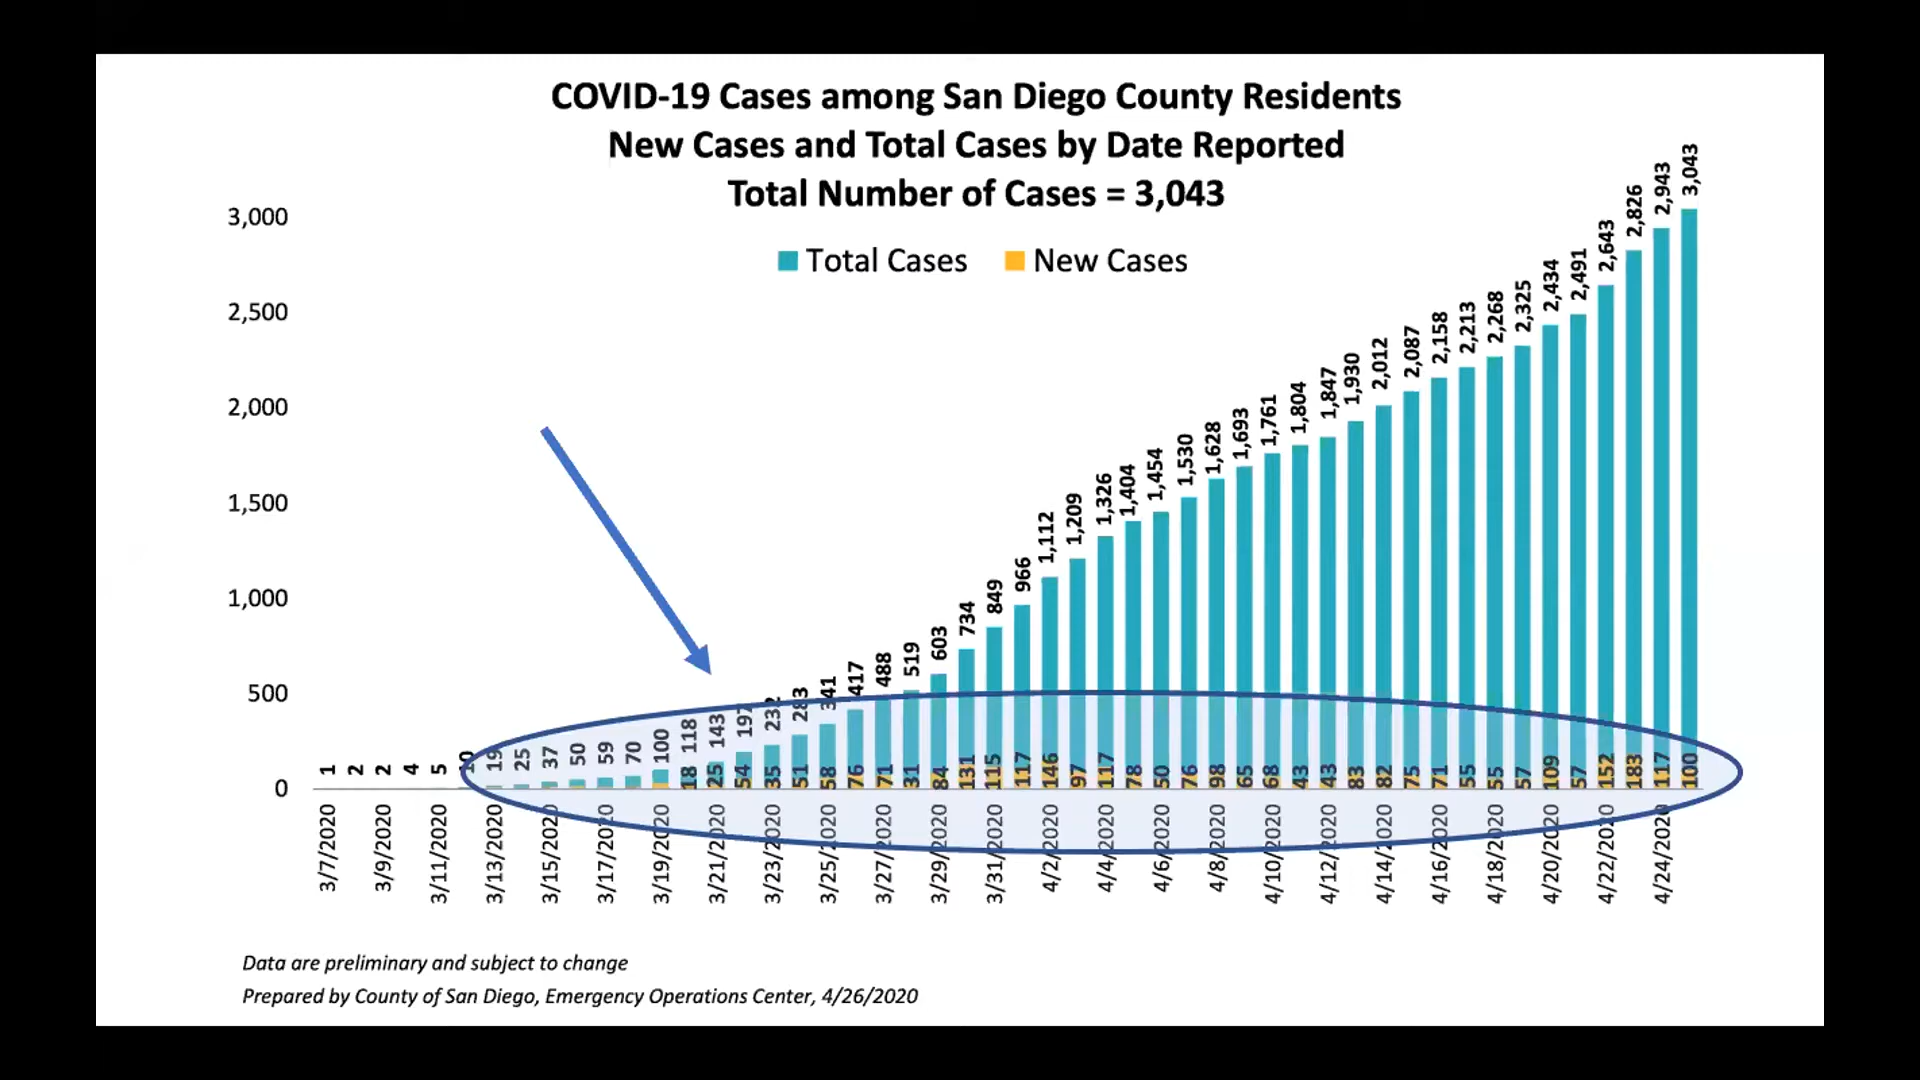 COVID-19 Cases among San Diego County Residents
New Cases and Total Cases by Date Reported
Total Number of Cases = 3,043
Total Cases New Cases
3,000
2,500
2,000
1,500
1,000
500
0
1 2 2 4 5 10 19 25 37 50 59 70 100 118 143 197 232 283 341 417 488 519 603 734 849 966 1,112 1,209 1,326 1,404 1,454 1,530 1,628 1,693 1,761 1,804 1,847 1,930 2,012 2,087 2,158 2,213 2,268 2,325 2,434 2,491 2,643 2,826 2,943 3,043
18 25 54 35 51 58 76 71 31 84 131 115 117 146 97 117 78 50 76 98 65 68 43 43 83 82 75 71 55 55 57 109 57 152 183 117 100
3/7/2020 3/9/2020 3/11/2020 3/13/2020 3/15/2020 3/17/2020 3/19/2020 3/21/2020 3/23/2020 3/25/2020 3/27/2020 3/29/2020 3/31/2020 4/2/2020 4/4/2020 4/6/2020 4/8/2020 4/10/2020 4/12/2020 4/14/2020 4/16/2020 4/18/2020 4/20/2020 4/22/2020 4/24/2020
Data are preliminary and subject to change
Prepared by County of San Diego, Emergency Operations Center, 4/26/2020